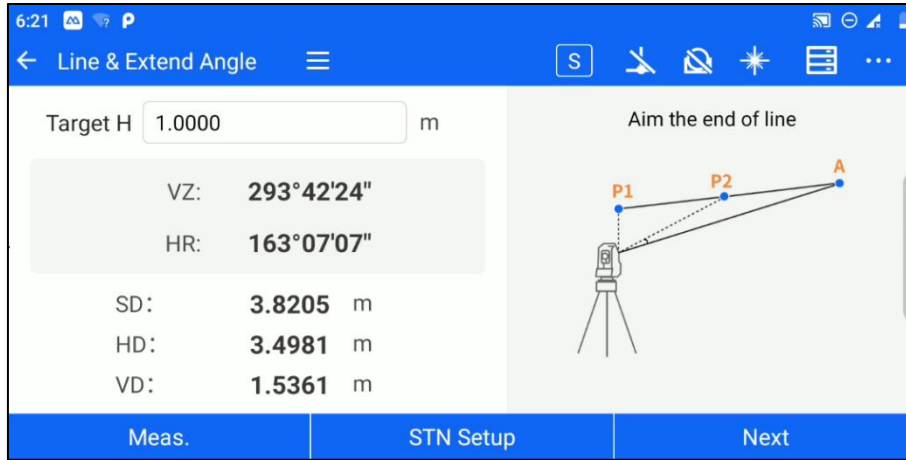 6:21
Line & Extend Angle
S
Target H 1.0000 m
VZ: 293°42'24"
HR: 163°07'07"
SD: 3.8205 m
HD: 3.4981 m
VD: 1.5361 m
Aim the end of line
P1
P2
A
Meas.
STN Setup
Next